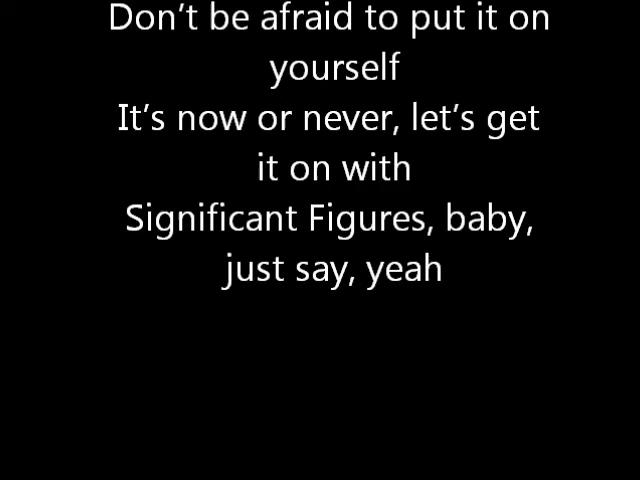 Don’t be afraid to put it on
yourself
It’s now or never, let’s get
it on with
Significant Figures, baby,
just say, yeah